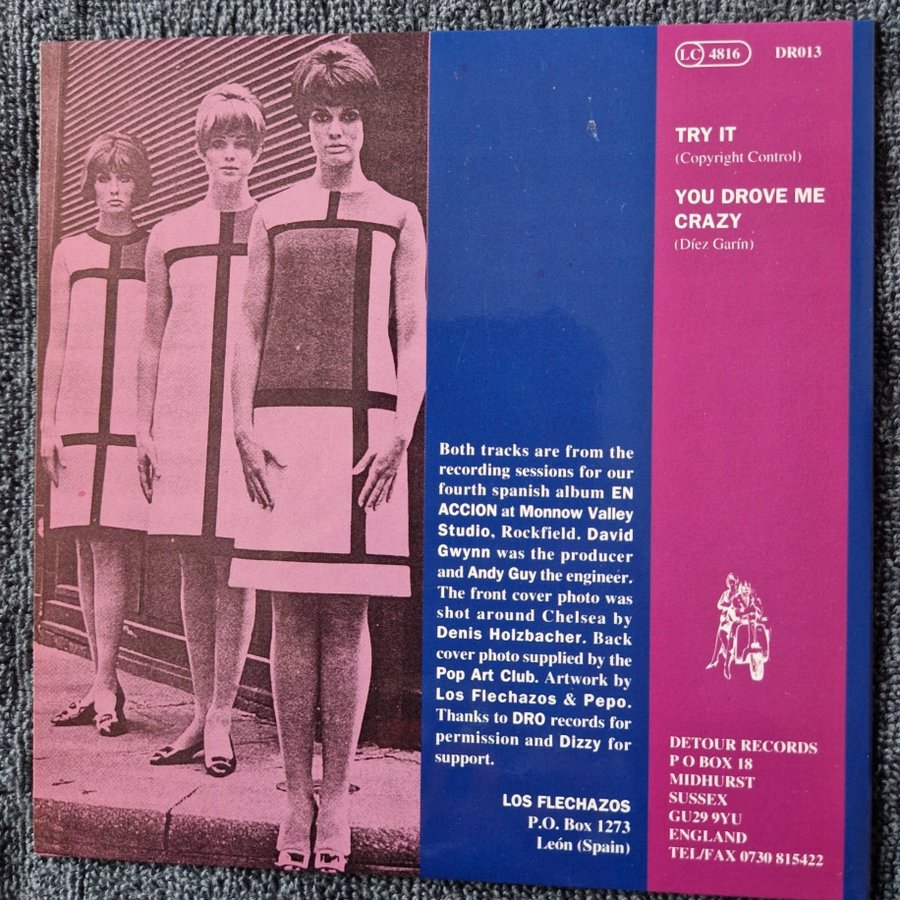 LC 4816 DR013
TRY IT
(Copyright Control)
YOU DROVE ME
CRAZY
(Díez Garín)
Both tracks are from the
recording sessions for our
fourth spanish album EN
ACCION at Monnow Valley
Studio, Rockfield. David
Gwynn was the producer
and Andy Guy the engineer.
The front cover photo was
shot around Chelsea by
Denis Holzbacher. Back
cover photo supplied by the
Pop Art Club. Artwork by
Los Flechazos & Pepo.
Thanks to DRO records for
permission and Dizzy for
support.
LOS FLECHAZOS
P.O. Box 1273
León (Spain)
DETOUR RECORDS
P O BOX 18
MIDHURST
SUSSEX
GU29 9YU
ENGLAND
TEL/FAX 0730 815422